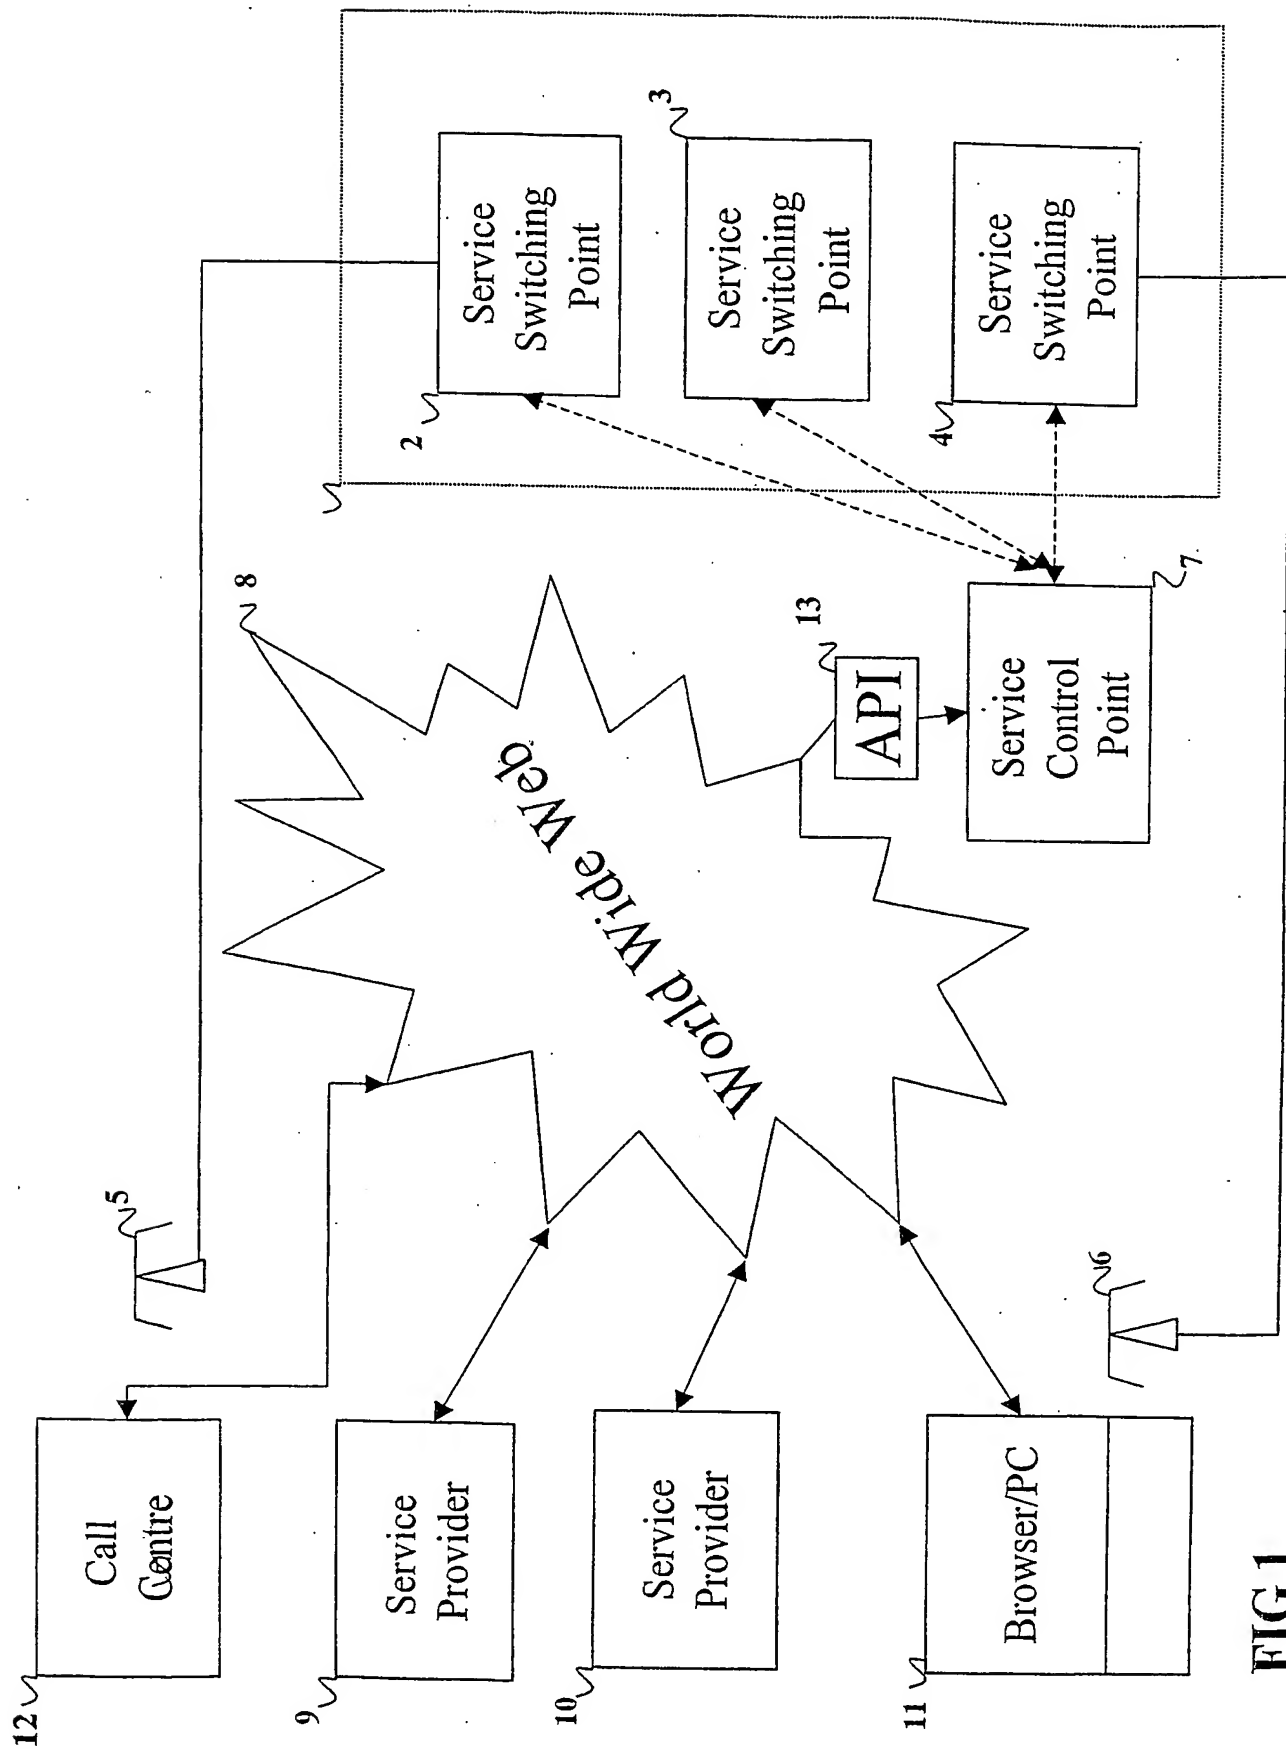 12
Call
Centre
5
9
Service
Provider
10
Service
Provider
11
Browser/PC
6
8
World Wide Web
13
API
Service
Control
Point
7
2
Service
Switching
Point
3
Service
Switching
Point
4
Service
Switching
Point
FIG 1